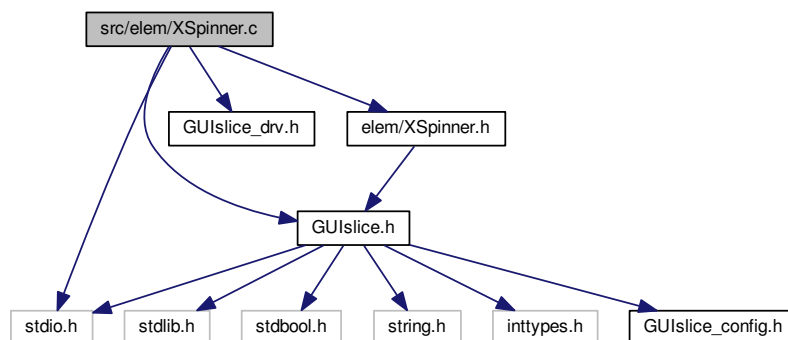 src/elem/XSpinner.c
GUIslice_drv.h
elem/XSpinner.h
GUIslice.h
stdio.h
stdlib.h
stdbool.h
string.h
inttypes.h
GUIslice_config.h